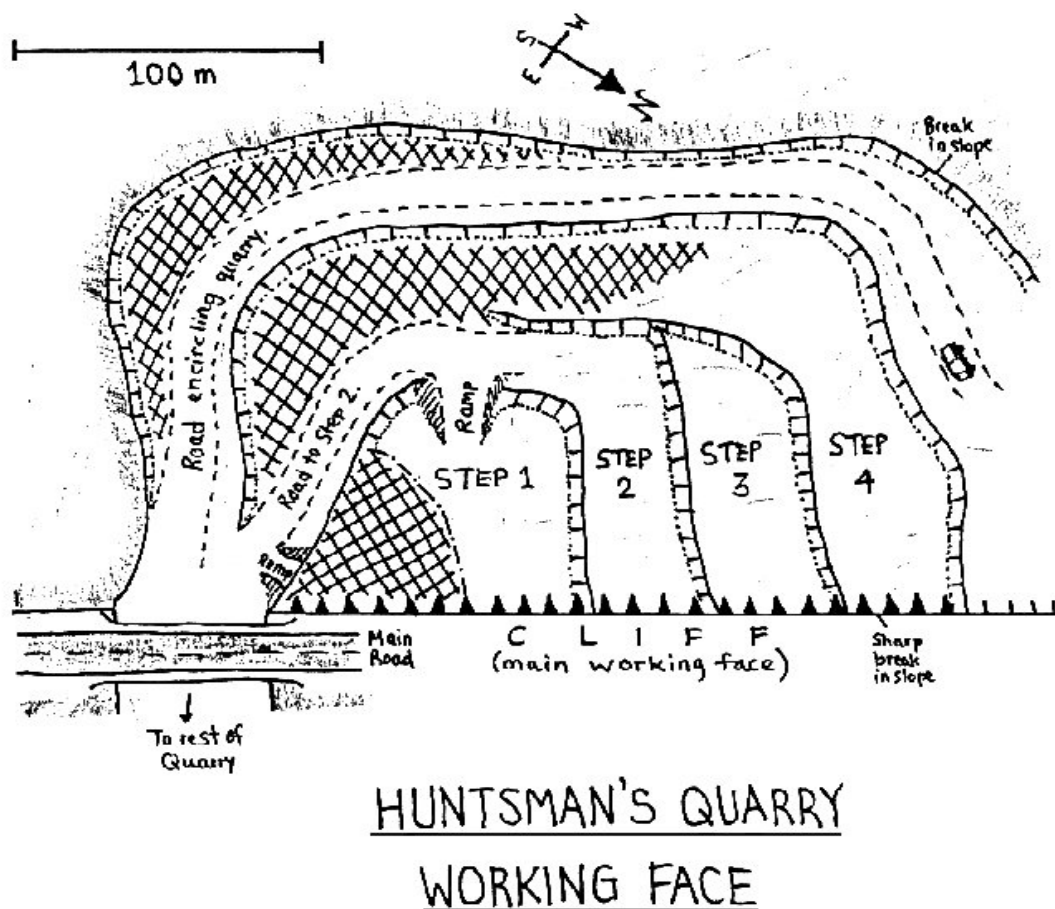 100 m
S
W
E
N
Break
in slope
Road encircling quarry.
Road to Step 2.
Ramp
Ramp
STEP 1
STEP
2
STEP
3
STEP
4
Main
Road
CLIFF
(main working face)
Sharp
break
in slope
To rest of
Quarry
HUNTSMAN'S QUARRY
WORKING FACE